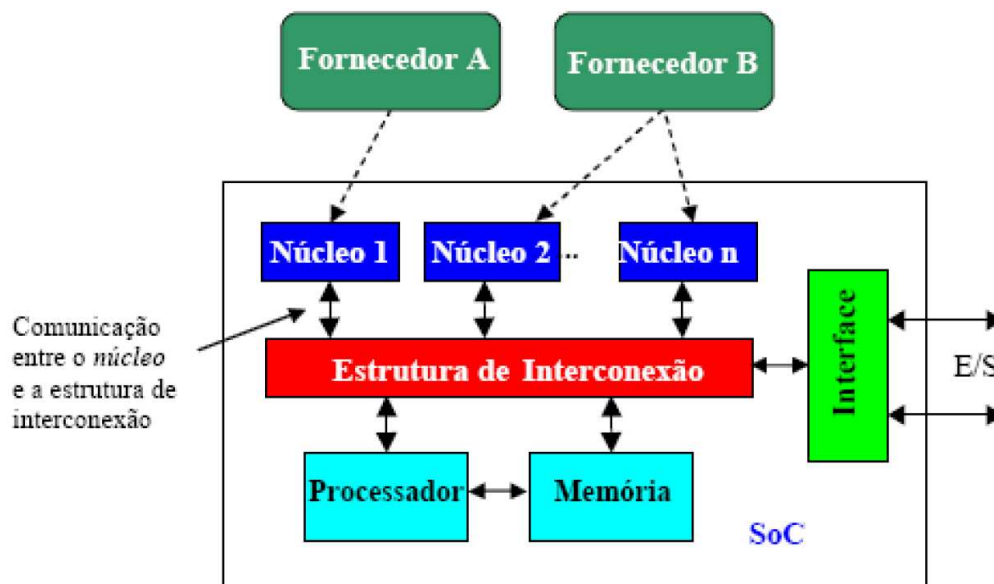 Fornecedor A
Fornecedor B
Núcleo 1
Núcleo 2
...
Núcleo n
Comunicação
entre o núcleo
e a estrutura de
interconexão
Estrutura de Interconexão
Interface
E/S
Processador
Memória
SoC